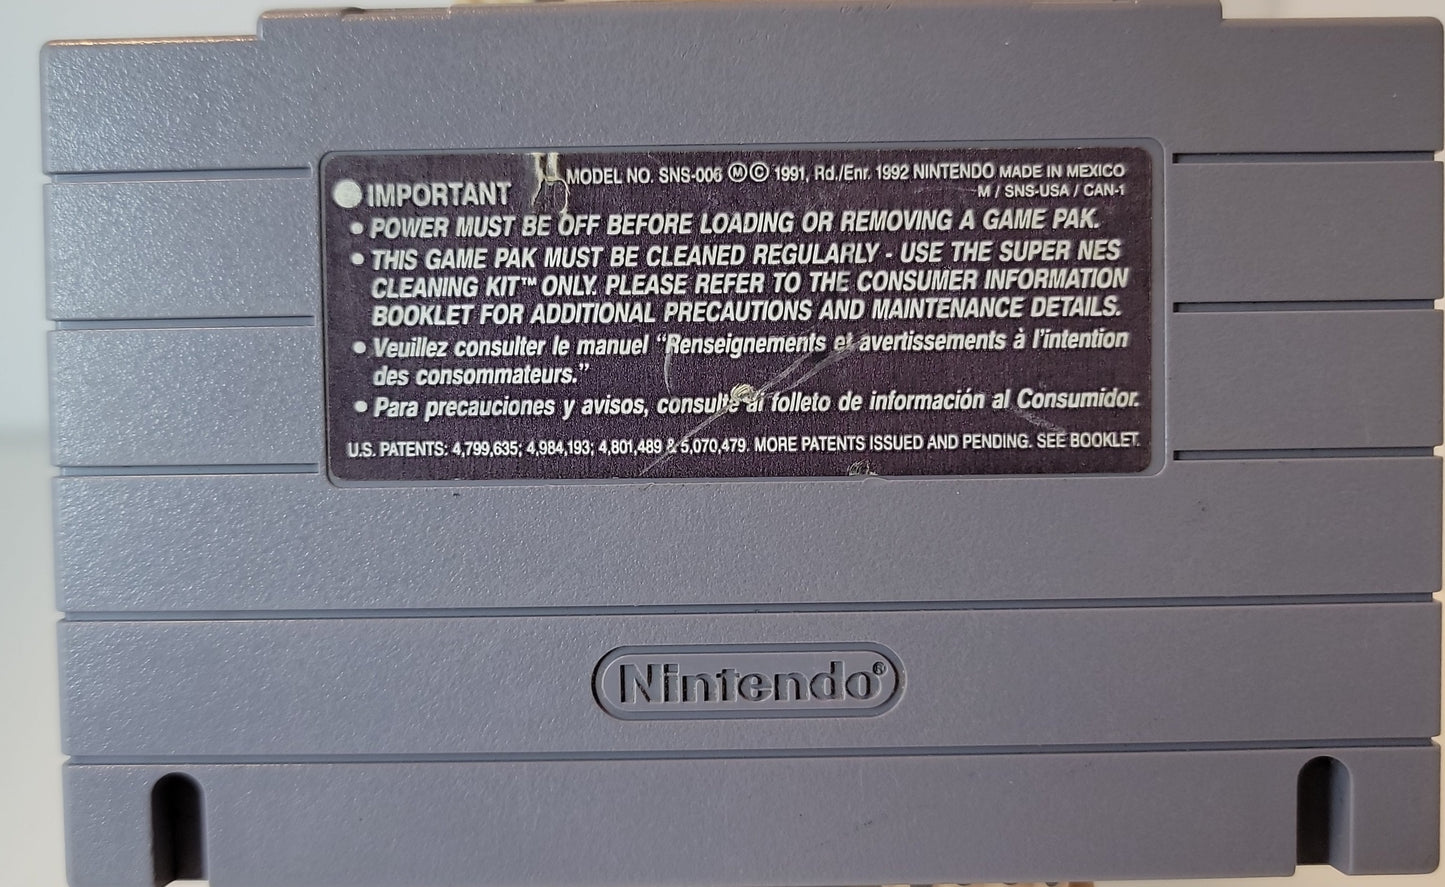 MODEL NO. SNS-006 Ⓜ© 1991, Rd./Enr. 1992 NINTENDO MADE IN MEXICO
M / SNS-USA / CAN-1
● IMPORTANT
• POWER MUST BE OFF BEFORE LOADING OR REMOVING A GAME PAK.
• THIS GAME PAK MUST BE CLEANED REGULARLY - USE THE SUPER NES
CLEANING KIT™ ONLY. PLEASE REFER TO THE CONSUMER INFORMATION
BOOKLET FOR ADDITIONAL PRECAUTIONS AND MAINTENANCE DETAILS.
• Veuillez consulter le manuel “Renseignements et avertissements à l’intention
des consommateurs.”
• Para precauciones y avisos, consulte al folleto de información al Consumidor.
U.S. PATENTS: 4,799,635; 4,984,193; 4,801,489 & 5,070,479. MORE PATENTS ISSUED AND PENDING. SEE BOOKLET.
Nintendo®